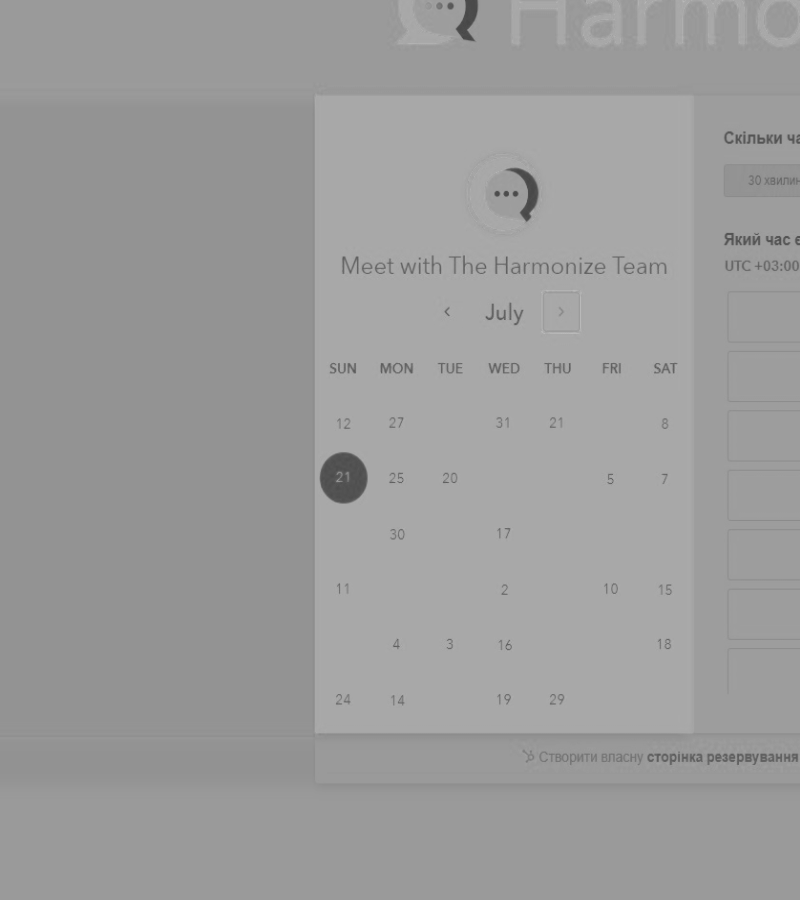 Harmo
Meet with The Harmonize Team
‹ July ›
SUN MON TUE WED THU FRI SAT
12 27 31 21 8
21 25 20 5 7
30 17
11 2 10 15
4 3 16 18
24 14 19 29
Скільки ча
30 хвилин
Який час є
UTC +03:00
Створити власну сторінка резервування